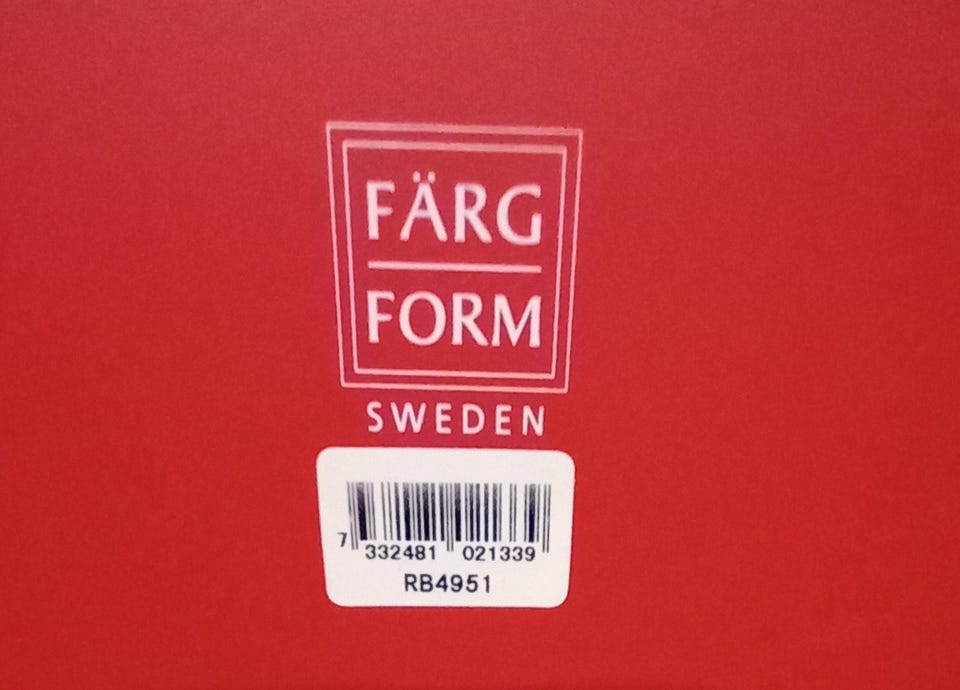 FÄRG
FORM
SWEDEN
7 332481 021339
RB4951